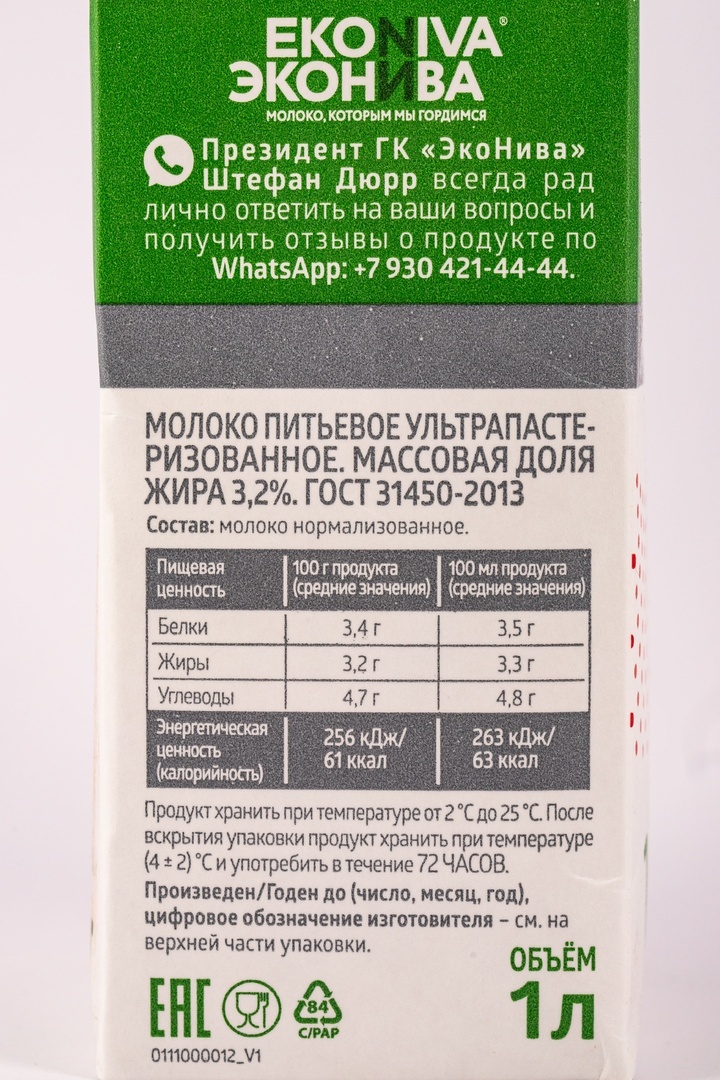 EKONIVA®
ЭКОНИВА
МОЛОКО, КОТОРЫМ МЫ ГОРДИМСЯ
Президент ГК «ЭкоНива»
Штефан Дюрр всегда рад
лично ответить на ваши вопросы и
получить отзывы о продукте по
WhatsApp: +7 930 421-44-44.
МОЛОКО ПИТЬЕВОЕ УЛЬТРАПАСТЕ-
РИЗОВАННОЕ. МАССОВАЯ ДОЛЯ
ЖИРА 3,2%. ГОСТ 31450-2013
Состав: молоко нормализованное.
Пищевая ценность 100 г продукта (средние значения) 100 мл продукта (средние значения)
Белки 3,4 г 3,5 г
Жиры 3,2 г 3,3 г
Углеводы 4,7 г 4,8 г
Энергетическая ценность (калорийность) 256 кДж/ 61 ккал 263 кДж/ 63 ккал
Продукт хранить при температуре от 2 °C до 25 °C. После
вскрытия упаковки продукт хранить при температуре
(4 ± 2) °C и употребить в течение 72 ЧАСОВ.
Произведен/Годен до (число, месяц, год),
цифровое обозначение изготовителя – см. на
верхней части упаковки.
ОБЪЁМ
1л
EAC
84
C/PAP
0111000012_V1